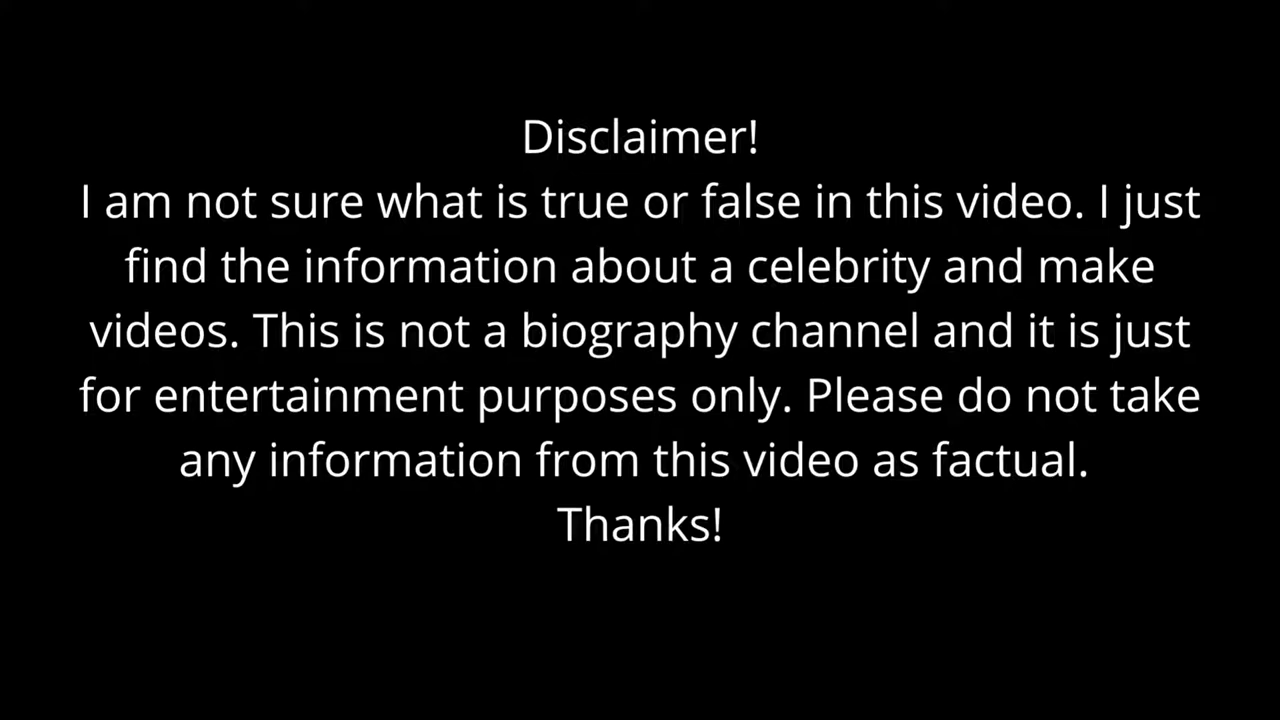 Disclaimer!
I am not sure what is true or false in this video. I just
find the information about a celebrity and make
videos. This is not a biography channel and it is just
for entertainment purposes only. Please do not take
any information from this video as factual.
Thanks!